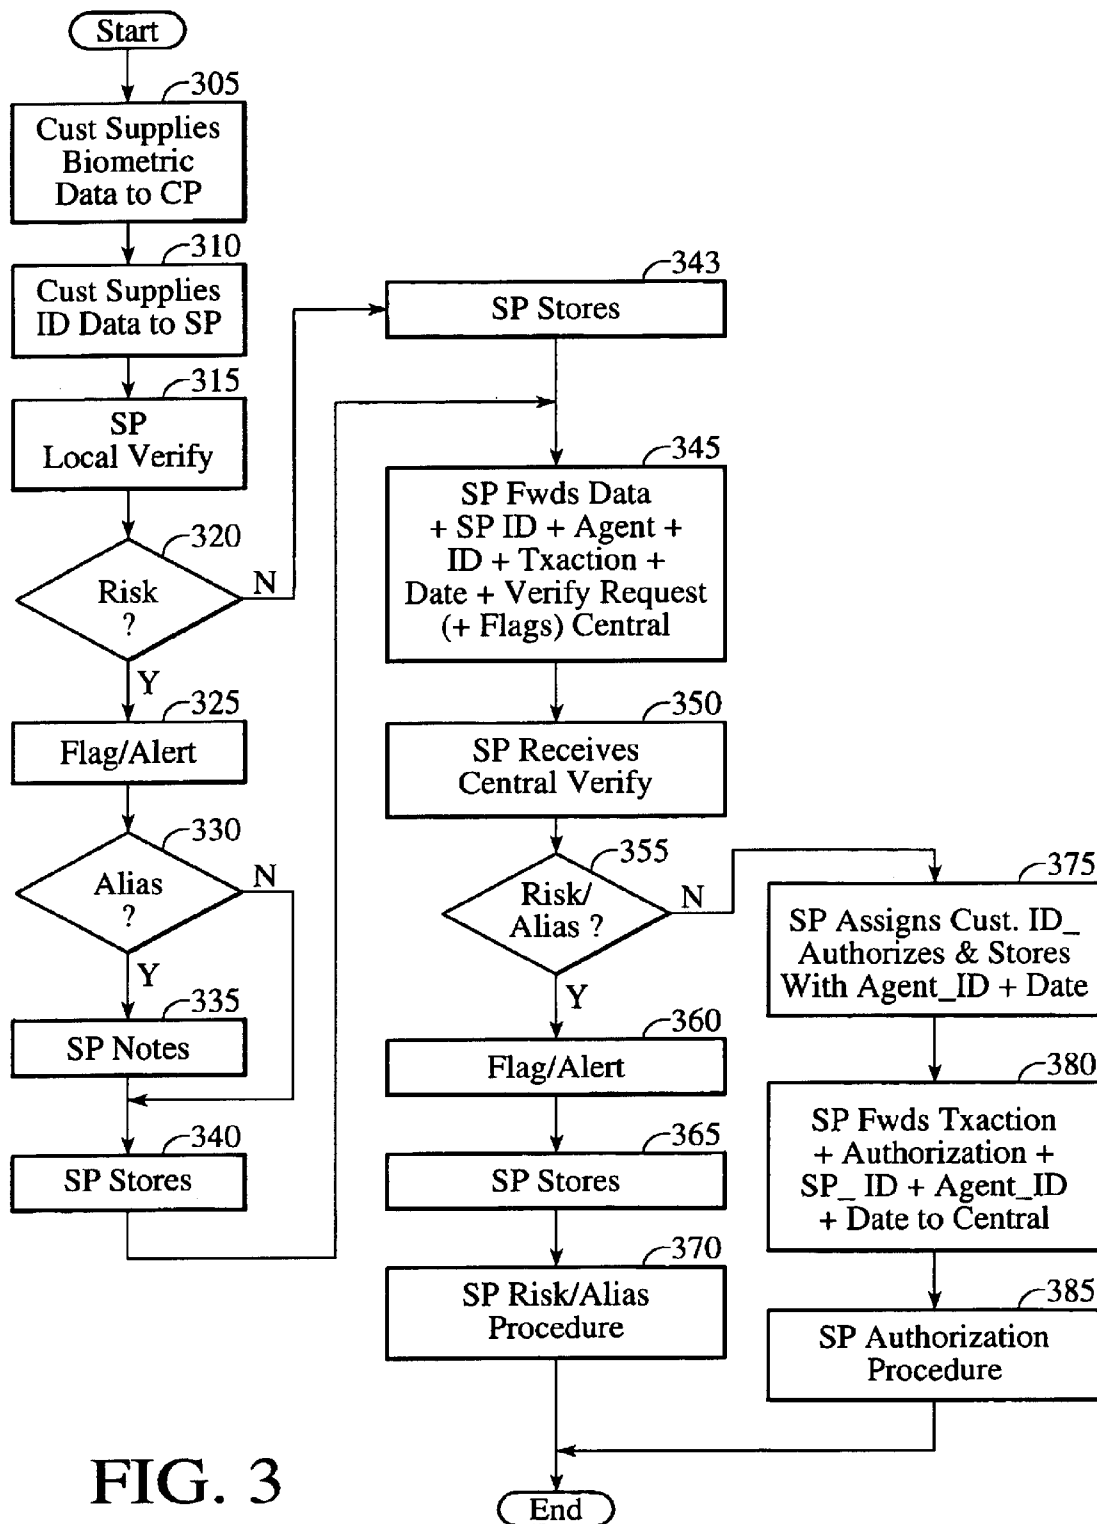 Start
305
Cust Supplies
Biometric
Data to CP
310
Cust Supplies
ID Data to SP
315
SP
Local Verify
320
Risk
?
N
Y
325
Flag/Alert
330
Alias
?
N
Y
335
SP Notes
340
SP Stores
343
SP Stores
345
SP Fwds Data
+ SP ID + Agent +
ID + Txaction +
Date + Verify Request
(+ Flags) Central
350
SP Receives
Central Verify
355
Risk/
Alias ?
N
Y
360
Flag/Alert
365
SP Stores
370
SP Risk/Alias
Procedure
375
SP Assigns Cust. ID_
Authorizes & Stores
With Agent_ID + Date
380
SP Fwds Txaction
+ Authorization +
SP_ ID + Agent_ID
+ Date to Central
385
SP Authorization
Procedure
End
FIG. 3